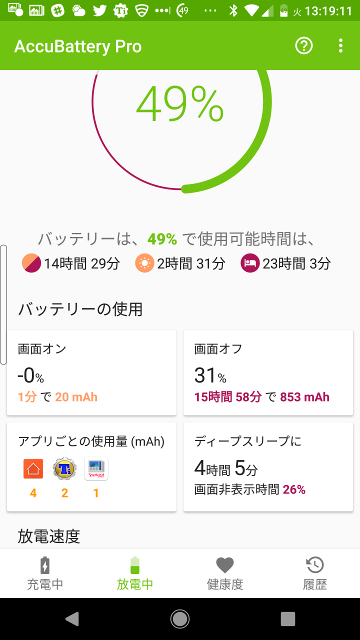 49
火 13:19:11
AccuBattery Pro
49%
バッテリーは、49% で使用可能時間は、
14時間 29分 2時間 31分 23時間 3分
バッテリーの使用
画面オン
-0%
1分 で 20 mAh
画面オフ
31%
15時間 58分 で 853 mAh
アプリごとの使用量 (mAh)
4 2 1
ディープスリープに
4時間 5分
画面非表示時間 26%
放電速度
充電中 放電中 健康度 履歴